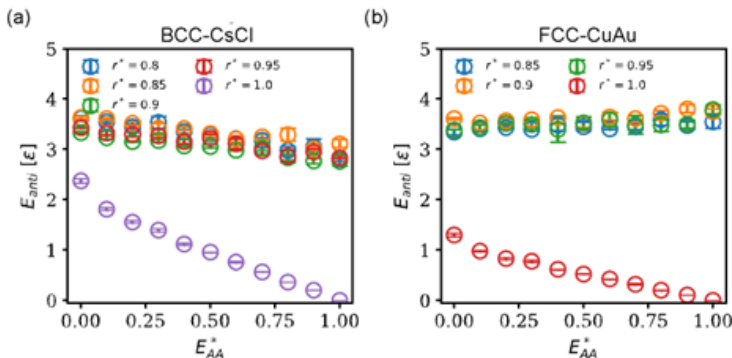 (a)
BCC-CsCl
r* = 0.8
r* = 0.85
r* = 0.9
r* = 0.95
r* = 1.0
E_anti [ε]
5
4
3
2
1
0
0.00 0.25 0.50 0.75 1.00
E*_AA
(b)
FCC-CuAu
r* = 0.85
r* = 0.9
r* = 0.95
r* = 1.0
E_anti [ε]
5
4
3
2
1
0
0.00 0.25 0.50 0.75 1.00
E*_AA